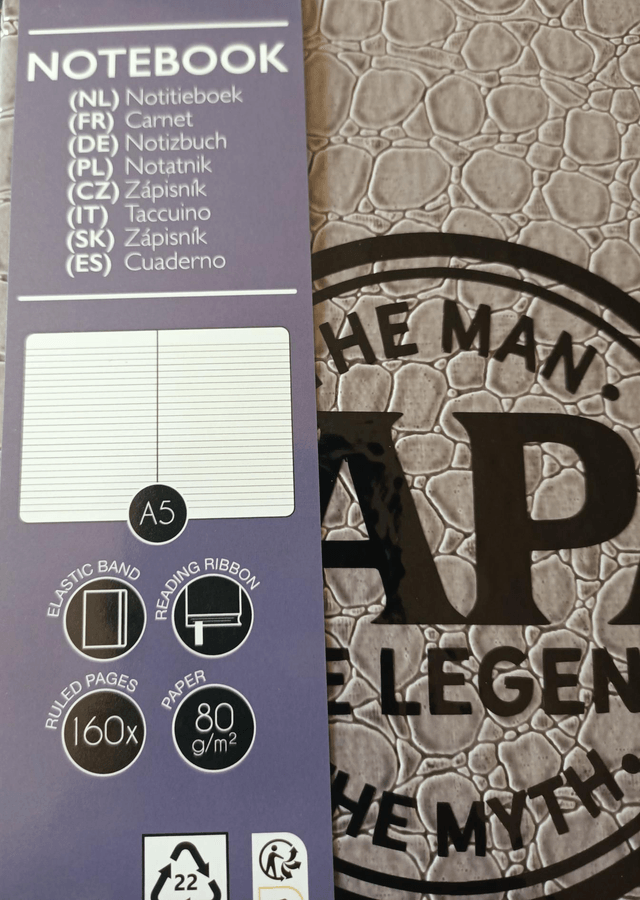 NOTEBOOK
(NL) Notitieboek
(FR) Carnet
(DE) Notizbuch
(PL) Notatnik
(CZ) Zápisník
(IT) Taccuino
(SK) Zápisník
(ES) Cuaderno
A5
ELASTIC BAND
READING RIBBON
RULED PAGES
160x
PAPER
80
g/m²
22
HE MAN.
AP
E LEGEN
HE MYTH.